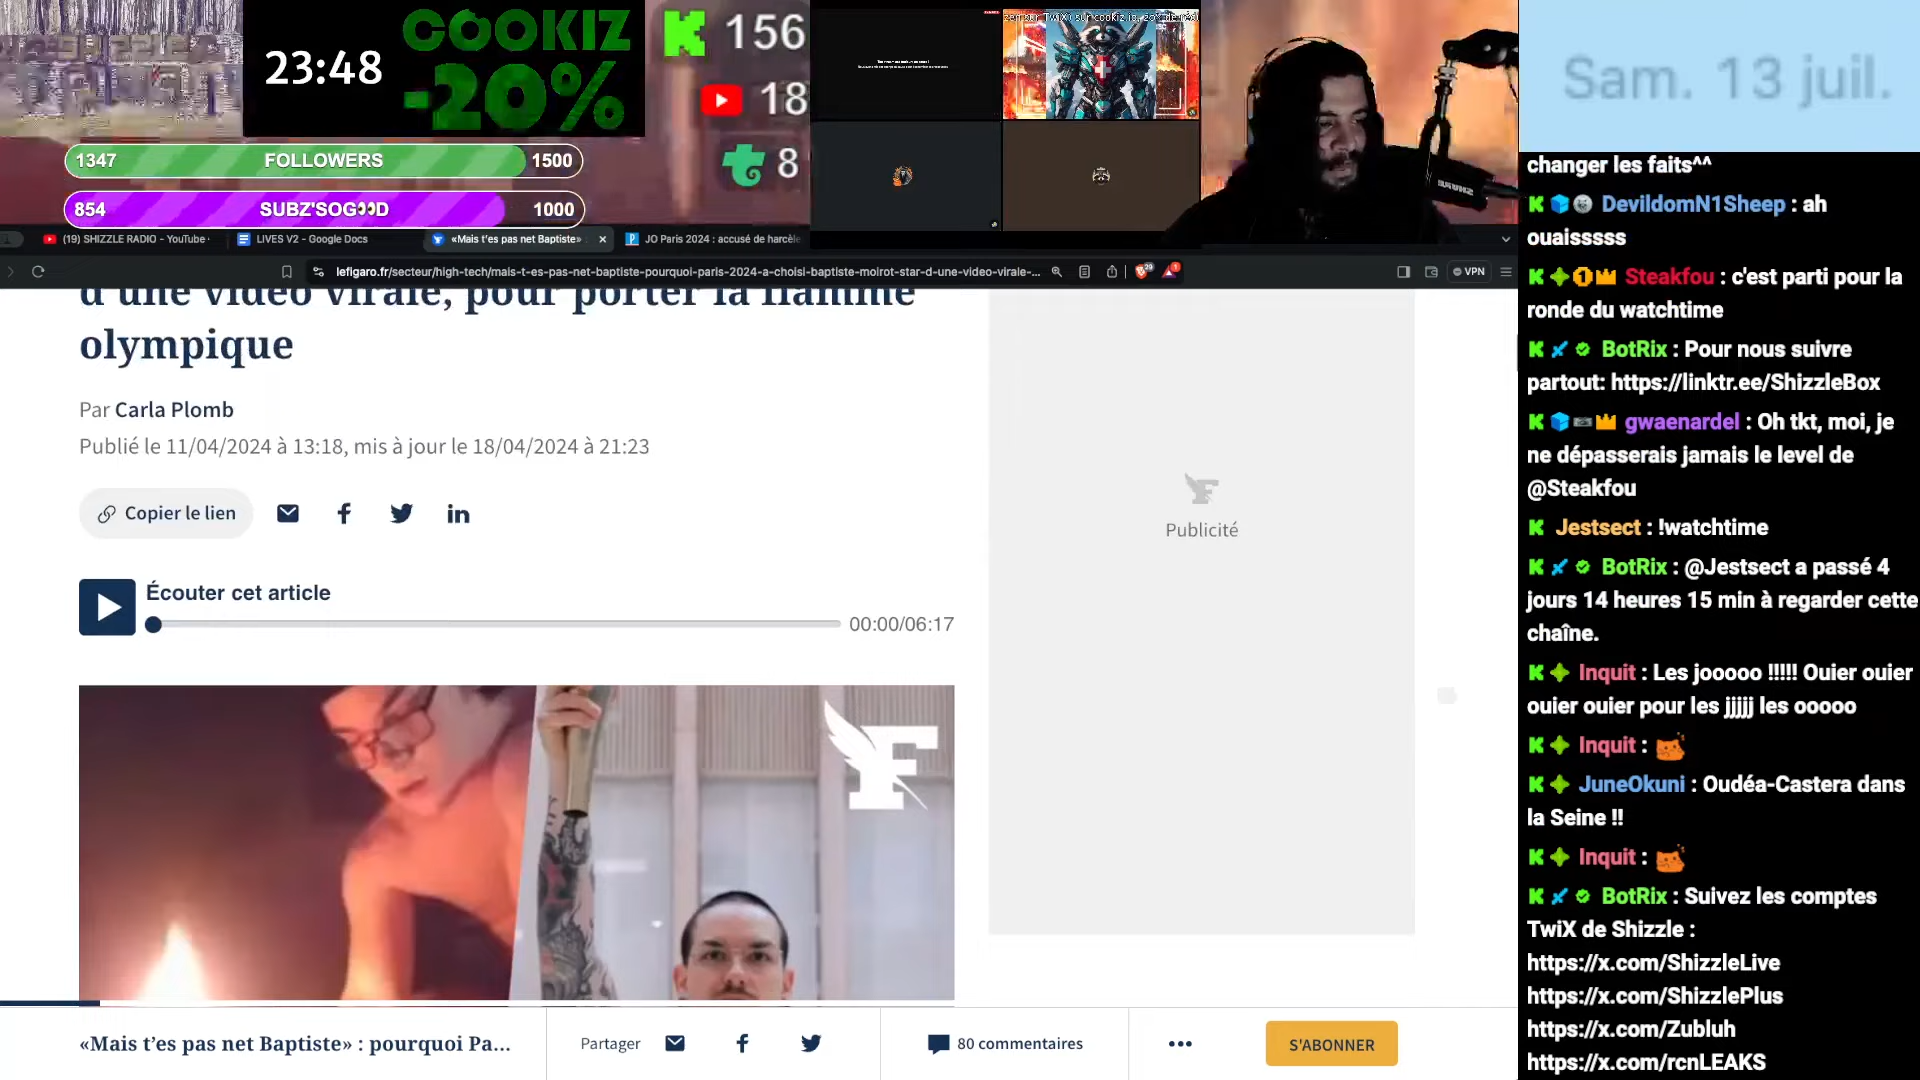 23:48
COOKIZ
-20%
156
18
8
1347 FOLLOWERS 1500
854 SUBZ'SOG👀D 1000
(19) SHIZZLE RADIO - YouTube
LIVES V2 - Google Docs
«Mais t'es pas net Baptiste»
JO Paris 2024 : accusé de harcèle
lefigaro.fr/secteur/high-tech/mais-t-es-pas-net-baptiste-pourquoi-paris-2024-a-choisi-baptiste-moirot-star-d-une-video-virale-...
VPN
d'une vidéo virale, pour porter la flamme
olympique
Par Carla Plomb
Publié le 11/04/2024 à 13:18, mis à jour le 18/04/2024 à 21:23
Copier le lien
Écouter cet article
00:00/06:17
Publicité
«Mais t'es pas net Baptiste» : pourquoi Pa...
Partager
80 commentaires
S'ABONNER
Sam. 13 juil.
changer les faits^^
DevildomN1Sheep : ah
ouaisssss
Steakfou : c'est parti pour la
ronde du watchtime
BotRix : Pour nous suivre
partout: https://linktr.ee/ShizzleBox
gwaenardel : Oh tkt, moi, je
ne dépasserais jamais le level de
@Steakfou
Jestsect : !watchtime
BotRix : @Jestsect a passé 4
jours 14 heures 15 min à regarder cette
chaîne.
Inquit : Les jooooo !!!!! Ouier ouier
ouier ouier pour les jjjjj les ooooo
Inquit :
JuneOkuni : Oudéa-Castera dans
la Seine !!
Inquit :
BotRix : Suivez les comptes
TwiX de Shizzle :
https://x.com/ShizzleLive
https://x.com/ShizzlePlus
https://x.com/Zubluh
https://x.com/rcnLEAKS